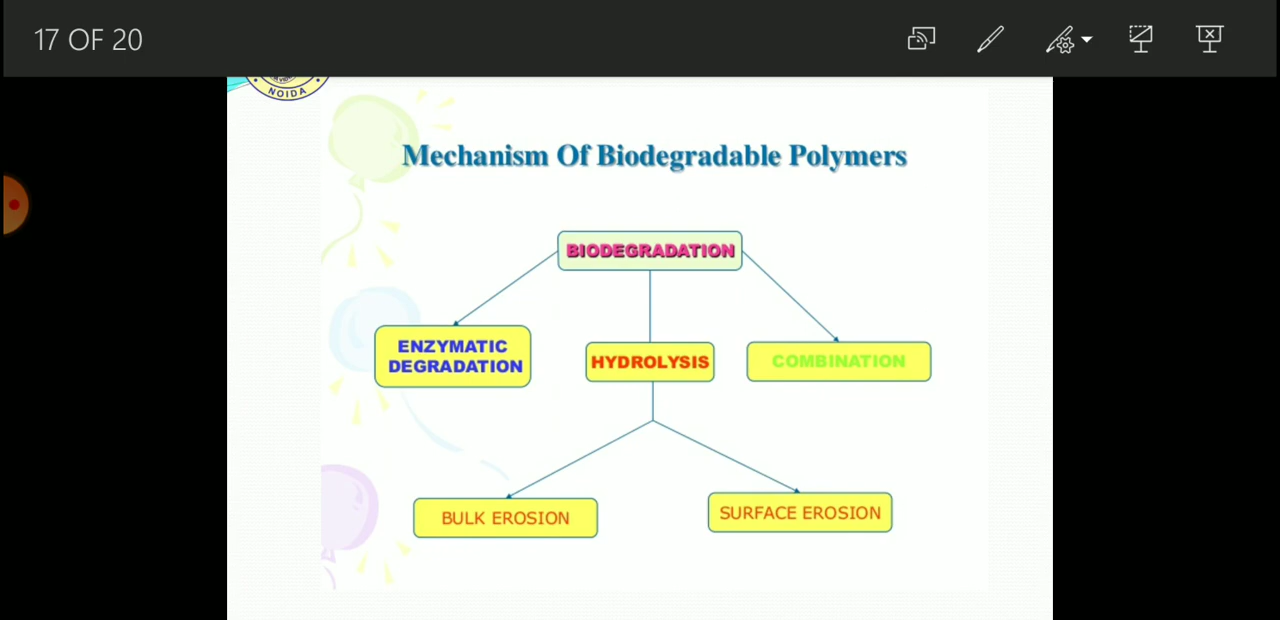 17 OF 20
NOIDA
Mechanism Of Biodegradable Polymers
BIODEGRADATION
ENZYMATIC
DEGRADATION
HYDROLYSIS
COMBINATION
BULK EROSION
SURFACE EROSION